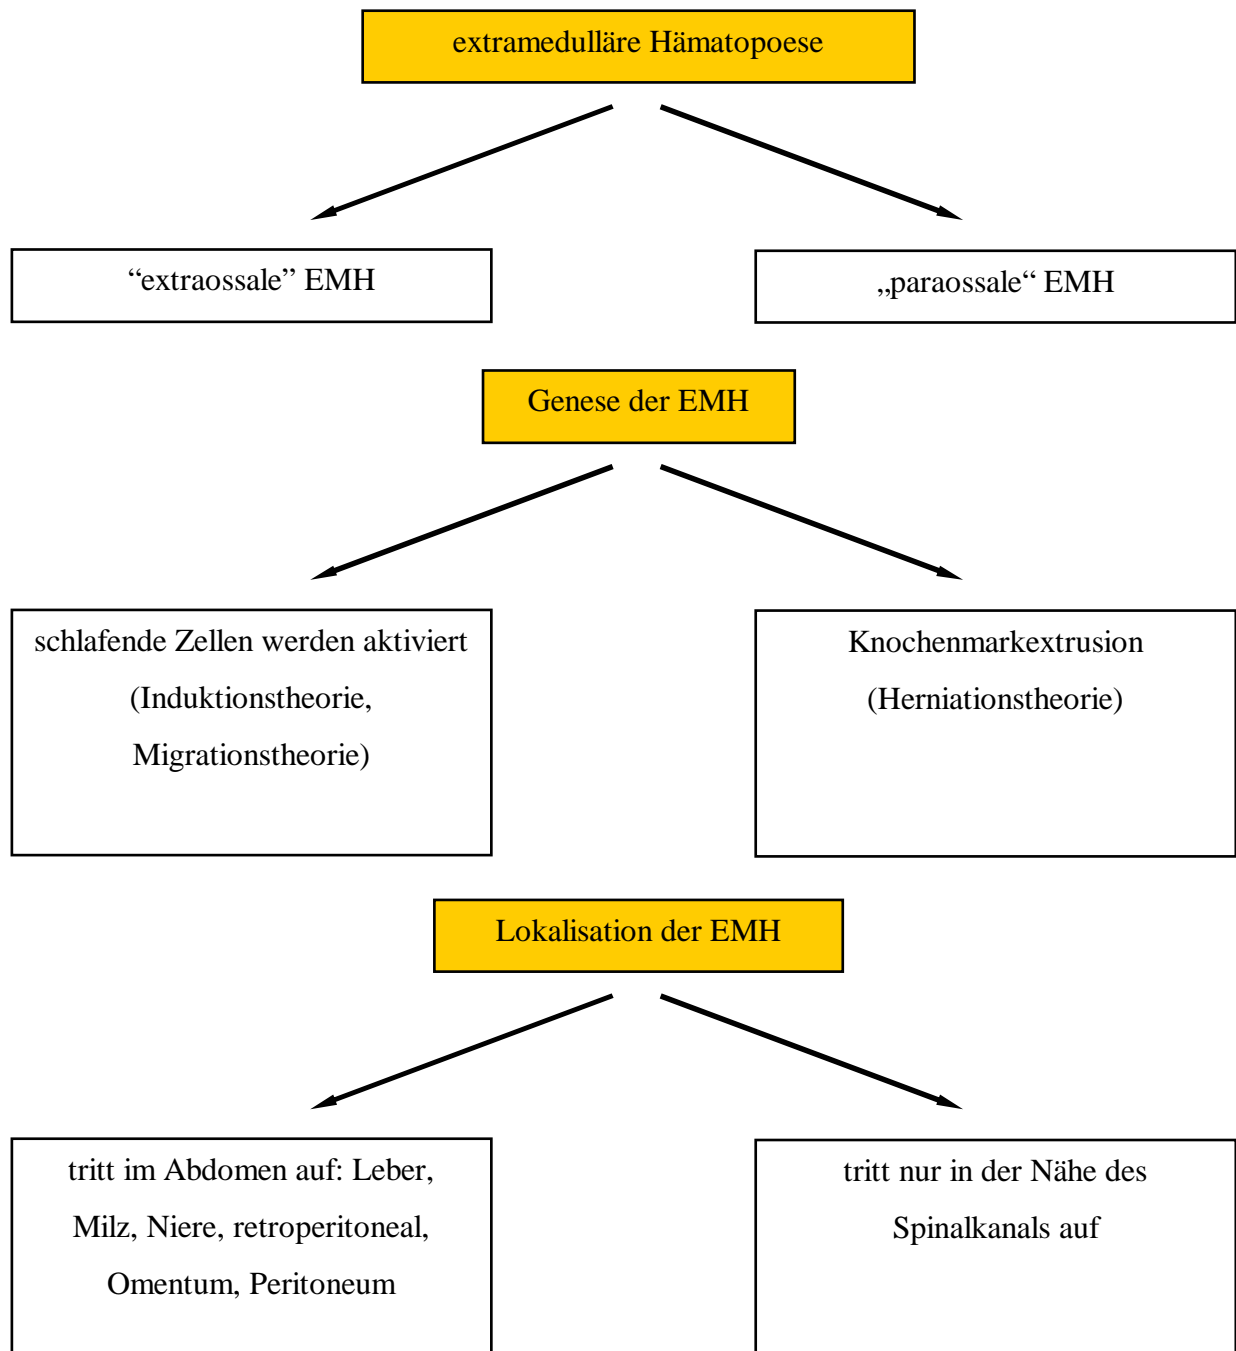 extramedulläre Hämatopoese
“extraossale” EMH
„paraossale“ EMH
Genese der EMH
schlafende Zellen werden aktiviert
(Induktionstheorie,
Migrationstheorie)
Knochenmarkextrusion
(Herniationstheorie)
Lokalisation der EMH
tritt im Abdomen auf: Leber,
Milz, Niere, retroperitoneal,
Omentum, Peritoneum
tritt nur in der Nähe des
Spinalkanals auf